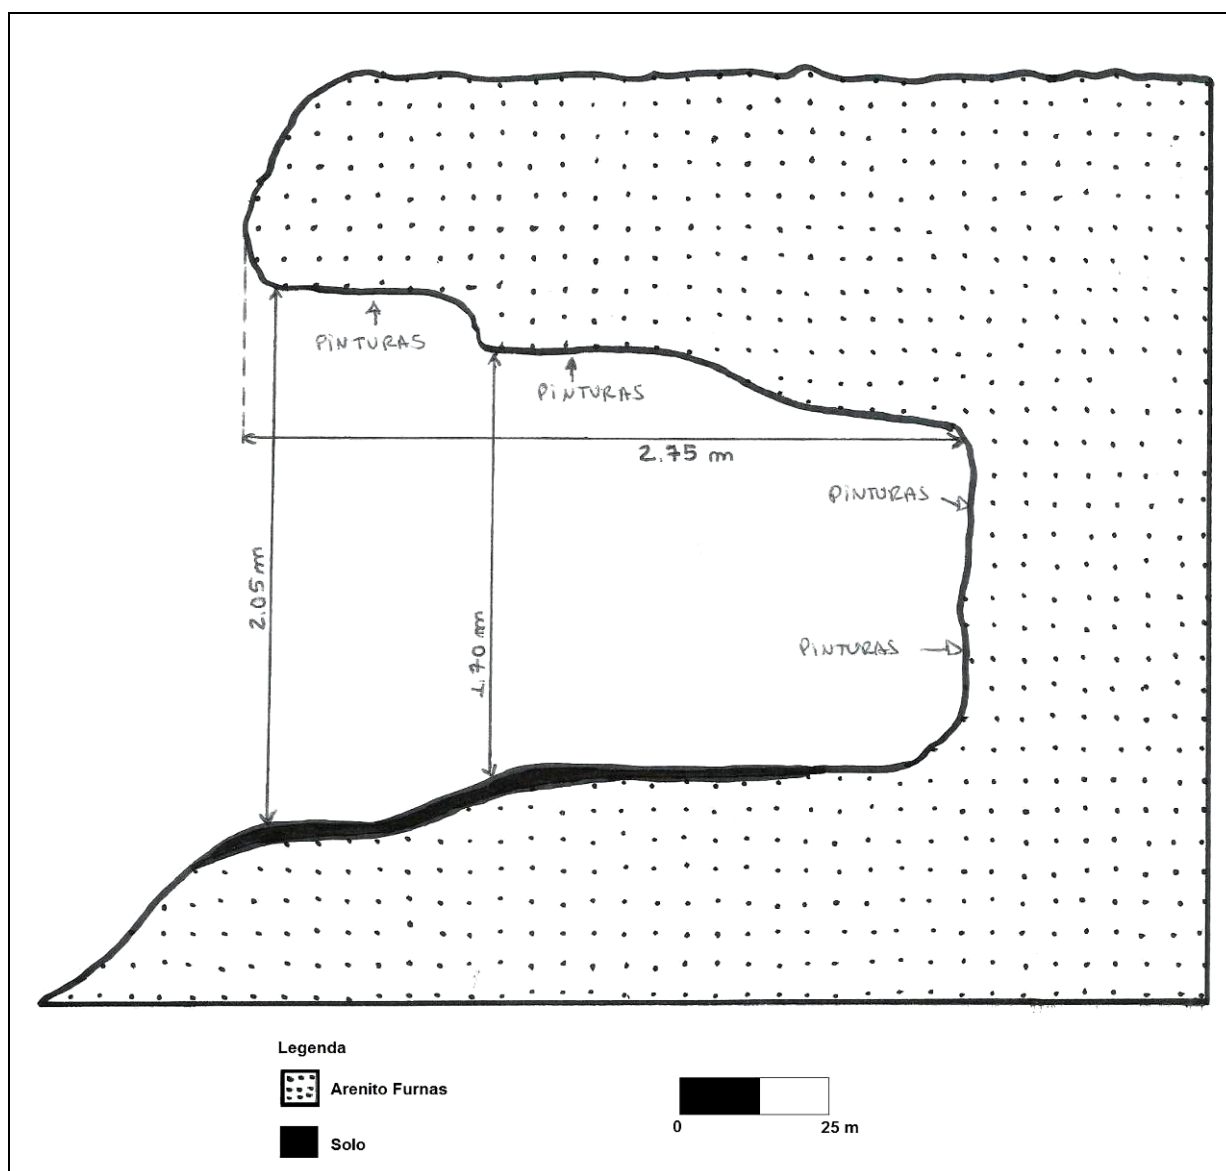 PINTURAS
PINTURAS
2.75 m
PINTURAS
2.05 m
1.70 m
PINTURAS
Legenda
Arenito Furnas
Solo
0
25 m